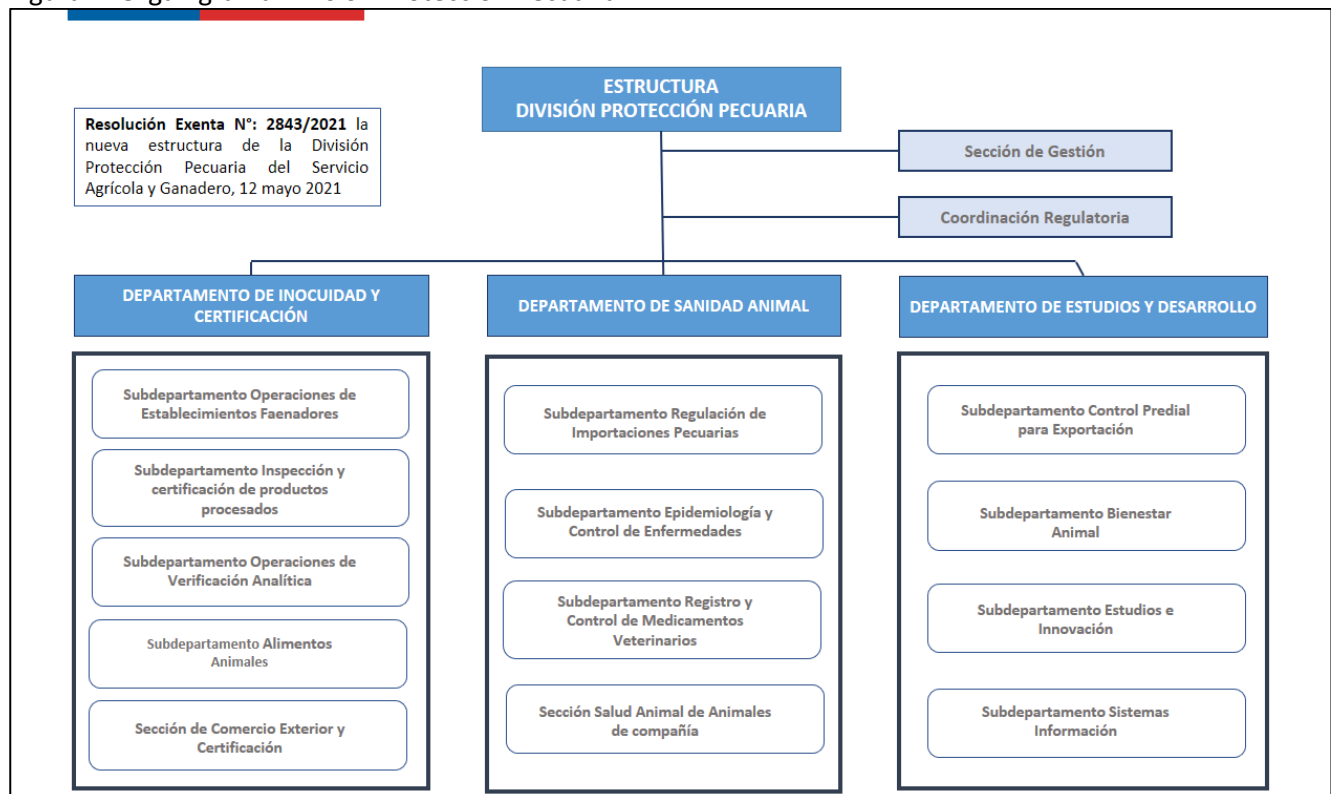 ESTRUCTURA
DIVISIÓN PROTECCIÓN PECUARIA
Resolución Exenta N°: 2843/2021 la
nueva estructura de la División
Protección Pecuaria del Servicio
Agrícola y Ganadero, 12 mayo 2021
Sección de Gestión
Coordinación Regulatoria
DEPARTAMENTO DE INOCUIDAD Y
CERTIFICACIÓN
Subdepartamento Operaciones de
Establecimientos Faenadores
Subdepartamento Inspección y
certificación de productos
procesados
Subdepartamento Operaciones de
Verificación Analítica
Subdepartamento Alimentos
Animales
Sección de Comercio Exterior y
Certificación
DEPARTAMENTO DE SANIDAD ANIMAL
Subdepartamento Regulación de
Importaciones Pecuarias
Subdepartamento Epidemiología y
Control de Enfermedades
Subdepartamento Registro y
Control de Medicamentos
Veterinarios
Sección Salud Animal de Animales
de compañía
DEPARTAMENTO DE ESTUDIOS Y DESARROLLO
Subdepartamento Control Predial
para Exportación
Subdepartamento Bienestar
Animal
Subdepartamento Estudios e
Innovación
Subdepartamento Sistemas
Información